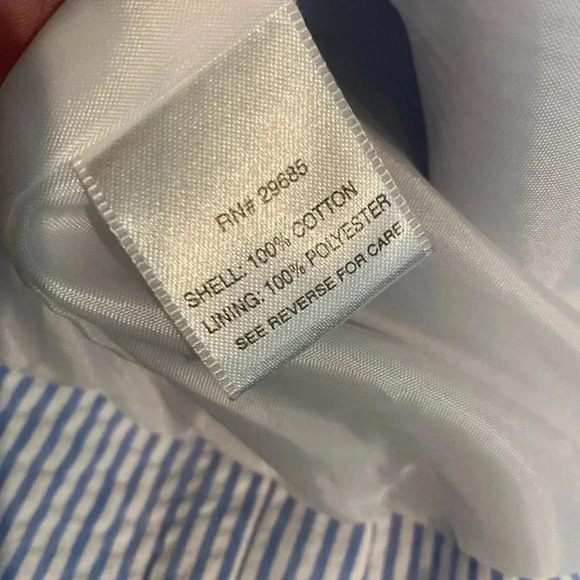 RN# 29685
SHELL: 100% COTTON
LINING: 100% POLYESTER
SEE REVERSE FOR CARE